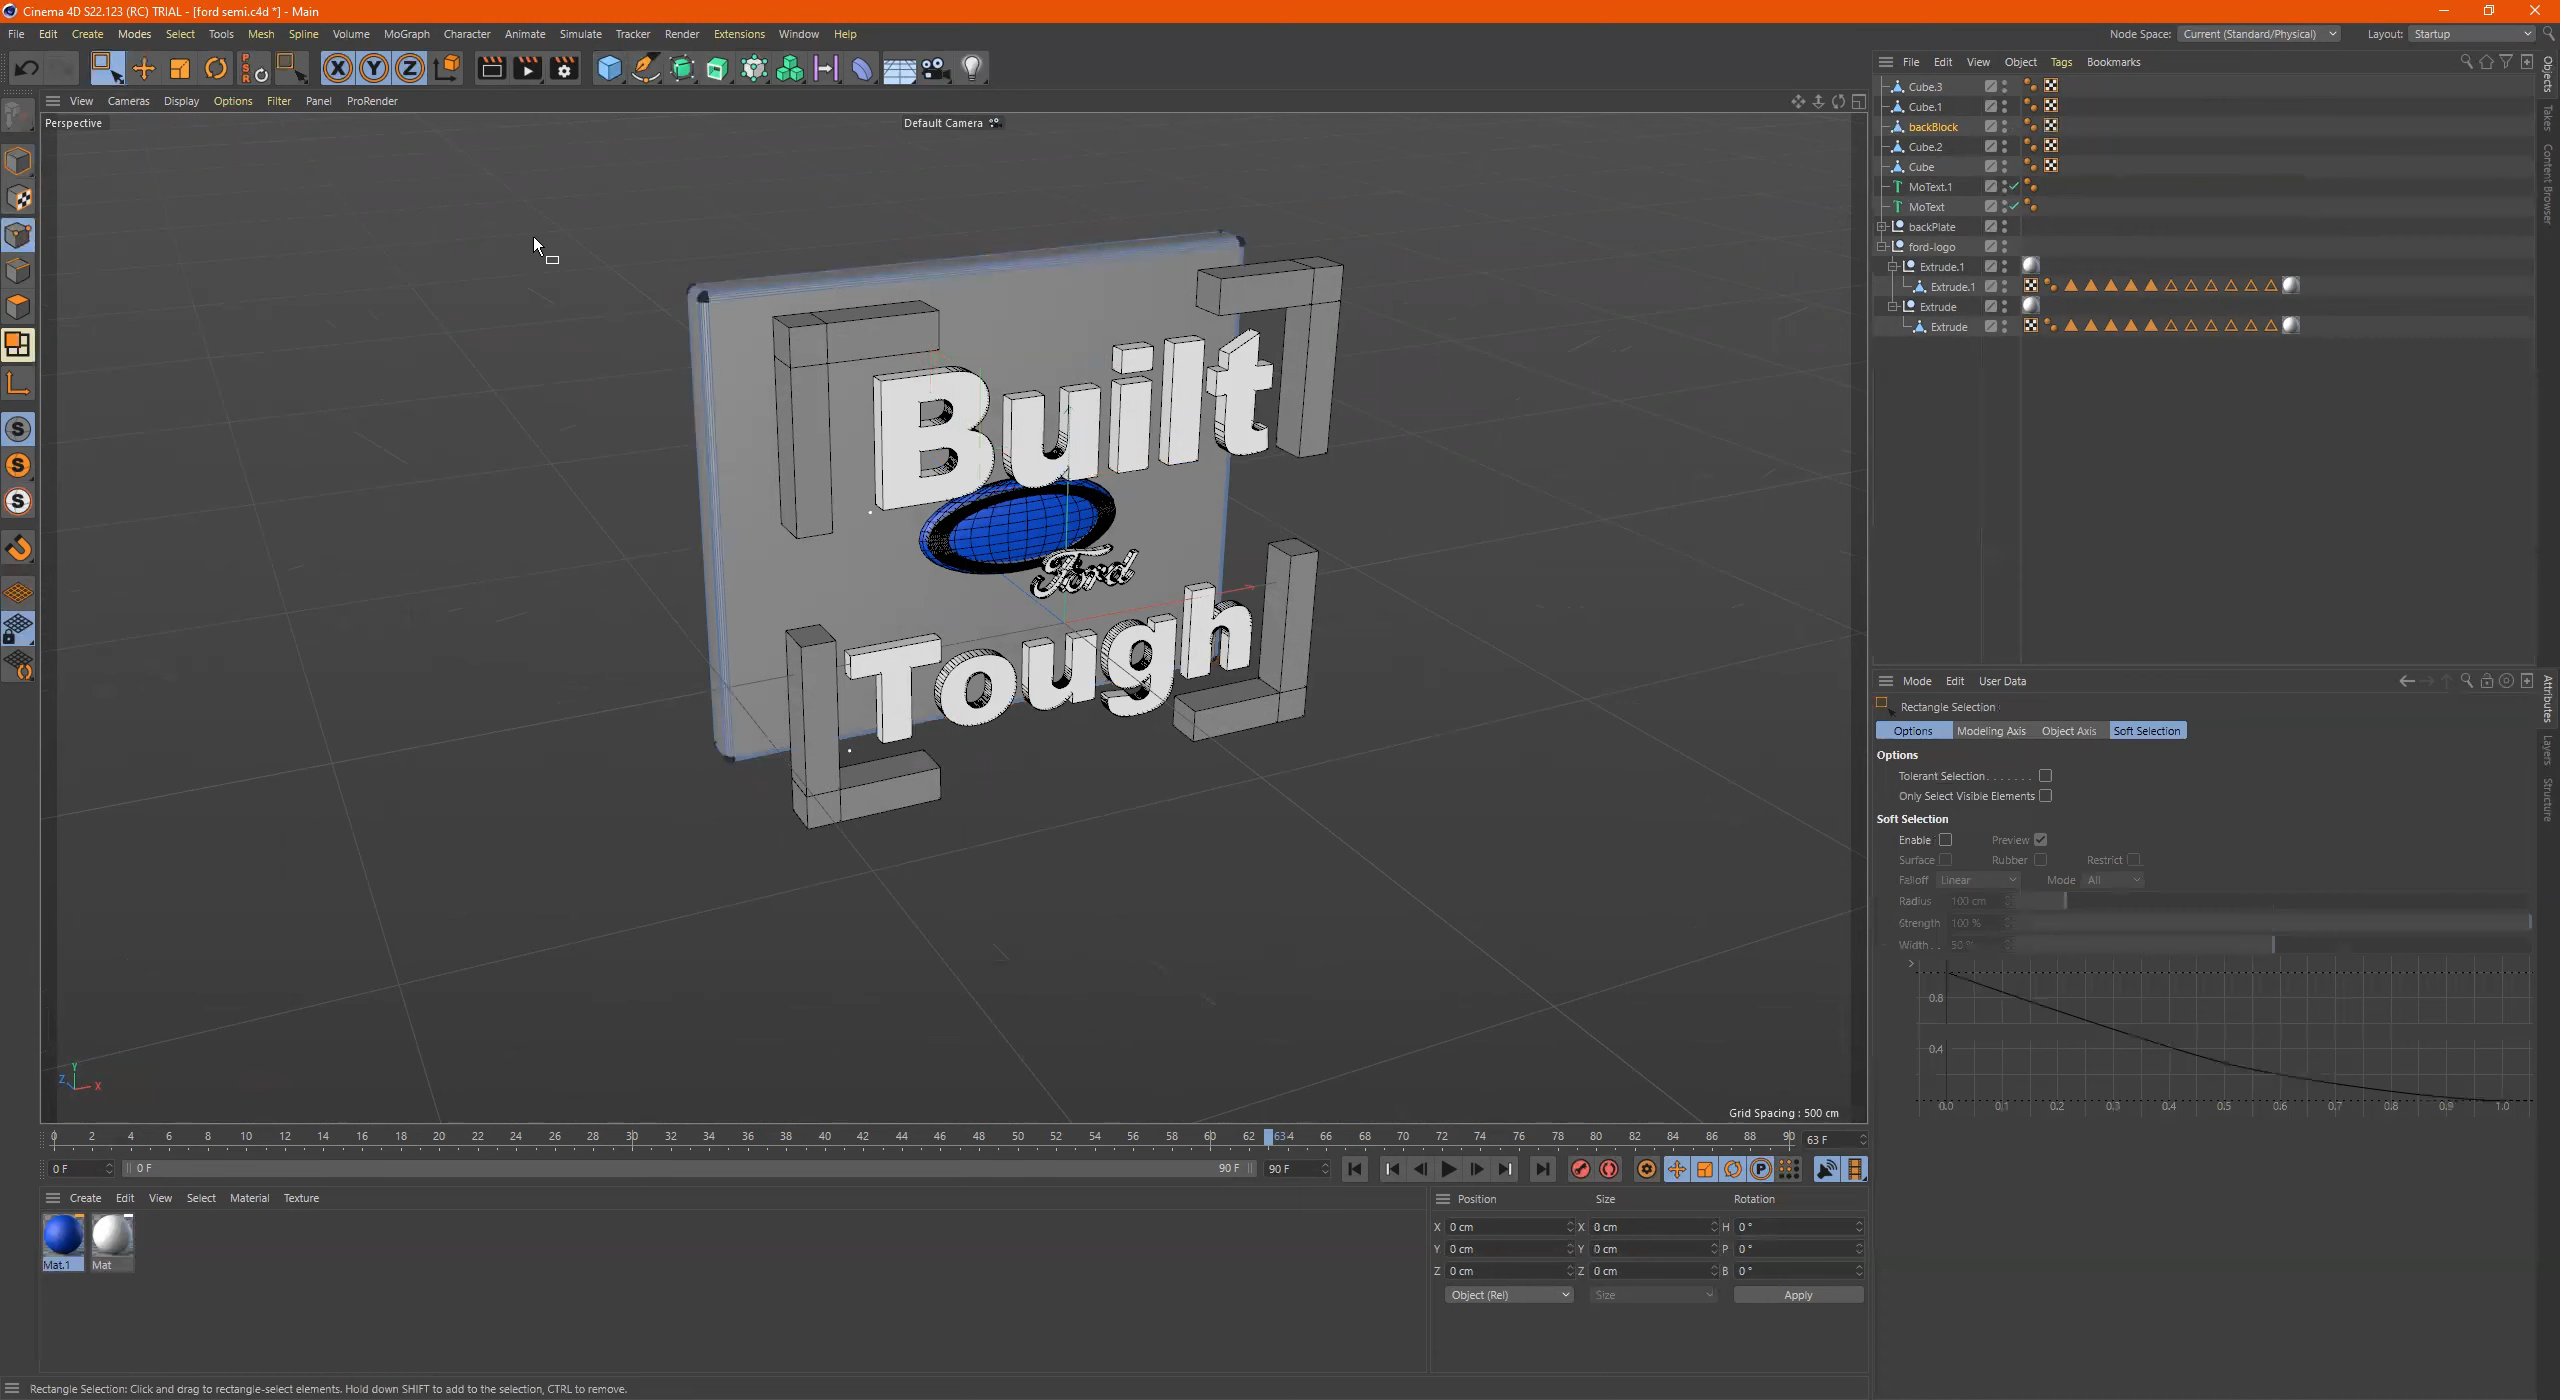 Cinema 4D S22.123 (RC) TRIAL - [ford semi.c4d *] - Main
File Edit Create Modes Select Tools Mesh Spline Volume MoGraph Character Animate Simulate Tracker Render Extensions Window Help
Node Space: Current (Standard/Physical) Layout: Startup
X Y Z
PSR
View Cameras Display Options Filter Panel ProRender
Perspective
Default Camera
Built
Ford
Tough
S
S
S
Y
Z X
Grid Spacing : 500 cm
File Edit View Object Tags Bookmarks
Cube.3
Cube.1
backBlock
Cube.2
Cube
MoText.1
MoText
backPlate
ford-logo
Extrude.1
Extrude.1
Extrude
Extrude
Objects
Takes
Content Browser
Mode Edit User Data
Rectangle Selection
Options Modeling Axis Object Axis Soft Selection
Options
Tolerant Selection . . . . . . .
Only Select Visible Elements
Soft Selection
Enable Preview
Surface Rubber Restrict
Falloff Linear Mode All
Radius 100 cm
Strength 100 %
Width . . 50 %
0.8
0.4
0.0 0.1 0.2 0.3 0.4 0.5 0.6 0.7 0.8 0.9 1.0
Attributes
Layers
Structure
0 2 4 6 8 10 12 14 16 18 20 22 24 26 28 30 32 34 36 38 40 42 44 46 48 50 52 54 56 58 60 62 634 66 68 70 72 74 76 78 80 82 84 86 88 90 63 F
0 F 0 F 90 F 90 F
P
Create Edit View Select Material Texture
Mat.1 Mat
Position Size Rotation
X 0 cm X 0 cm H 0 °
Y 0 cm Y 0 cm P 0 °
Z 0 cm Z 0 cm B 0 °
Object (Rel) Size Apply
Rectangle Selection: Click and drag to rectangle-select elements. Hold down SHIFT to add to the selection, CTRL to remove.